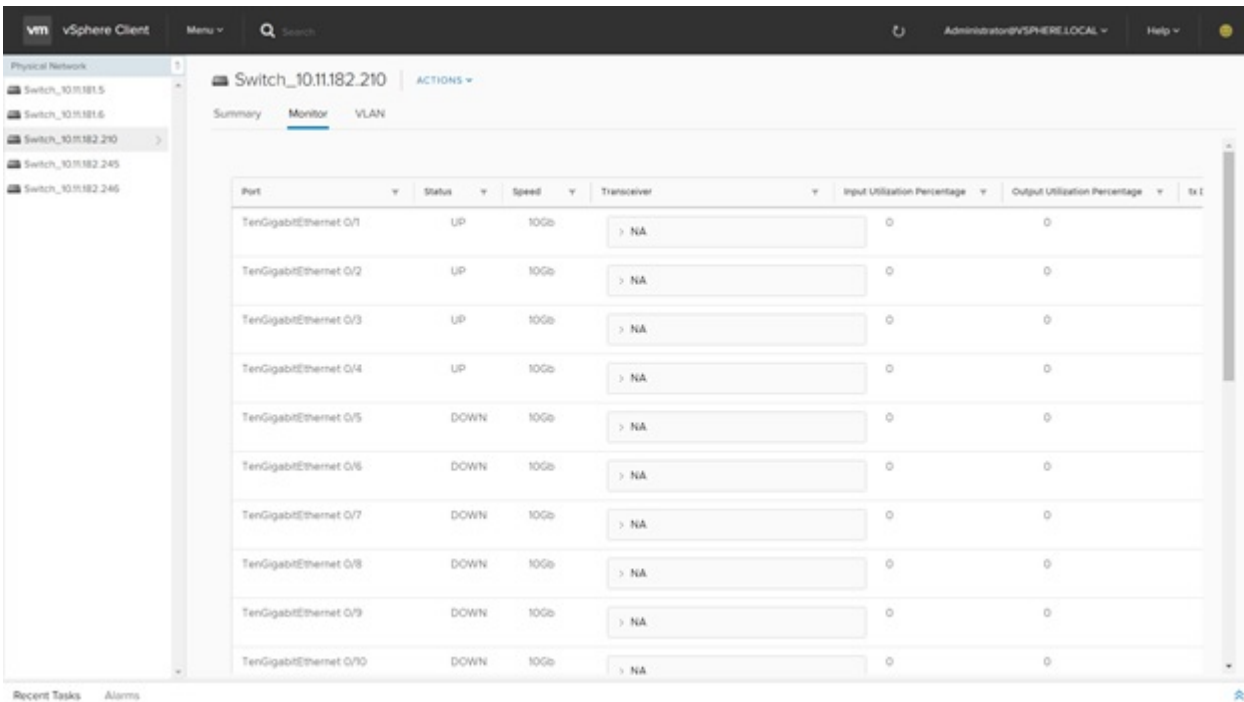 vm vSphere Client Menu Search Administrator@VSPHERE.LOCAL Help
Physical Network
Switch_10.11.181.5
Switch_10.11.181.6
Switch_10.11.182.210
Switch_10.11.182.245
Switch_10.11.182.246
Switch_10.11.182.210 ACTIONS
Summary Monitor VLAN
Port Status Speed Transceiver Input Utilization Percentage Output Utilization Percentage
TenGigabitEthernet 0/1 UP 10Gb > NA 0 0
TenGigabitEthernet 0/2 UP 10Gb > NA 0 0
TenGigabitEthernet 0/3 UP 10Gb > NA 0 0
TenGigabitEthernet 0/4 UP 10Gb > NA 0 0
TenGigabitEthernet 0/5 DOWN 10Gb > NA 0 0
TenGigabitEthernet 0/6 DOWN 10Gb > NA 0 0
TenGigabitEthernet 0/7 DOWN 10Gb > NA 0 0
TenGigabitEthernet 0/8 DOWN 10Gb > NA 0 0
TenGigabitEthernet 0/9 DOWN 10Gb > NA 0 0
TenGigabitEthernet 0/10 DOWN 10Gb > NA 0 0
Recent Tasks Alarms